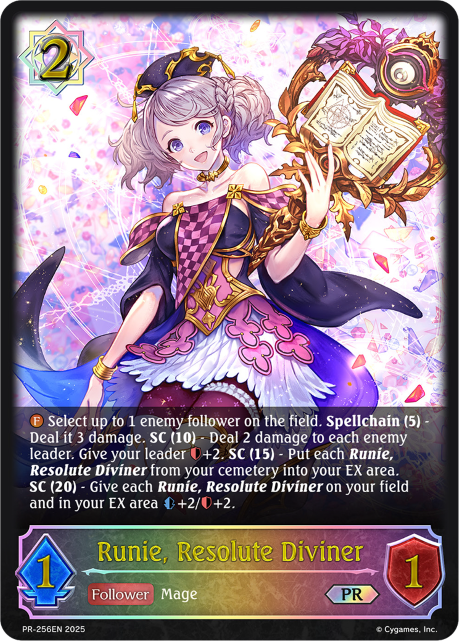 2
F Select up to 1 enemy follower on the field. Spellchain (5) -
Deal it 3 damage. SC (10) - Deal 2 damage to each enemy
leader. Give your leader +2. SC (15) - Put each Runie,
Resolute Diviner from your cemetery into your EX area.
SC (20) - Give each Runie, Resolute Diviner on your field
and in your EX area +2/+2.
Runie, Resolute Diviner
1
1
Follower Mage
PR
PR-256EN 2025
© Cygames, Inc.